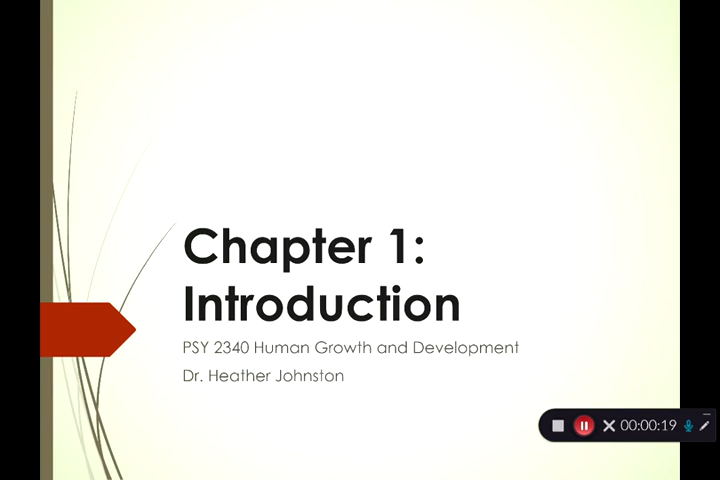 Chapter 1:
Introduction
PSY 2340 Human Growth and Development
Dr. Heather Johnston
00:00:19